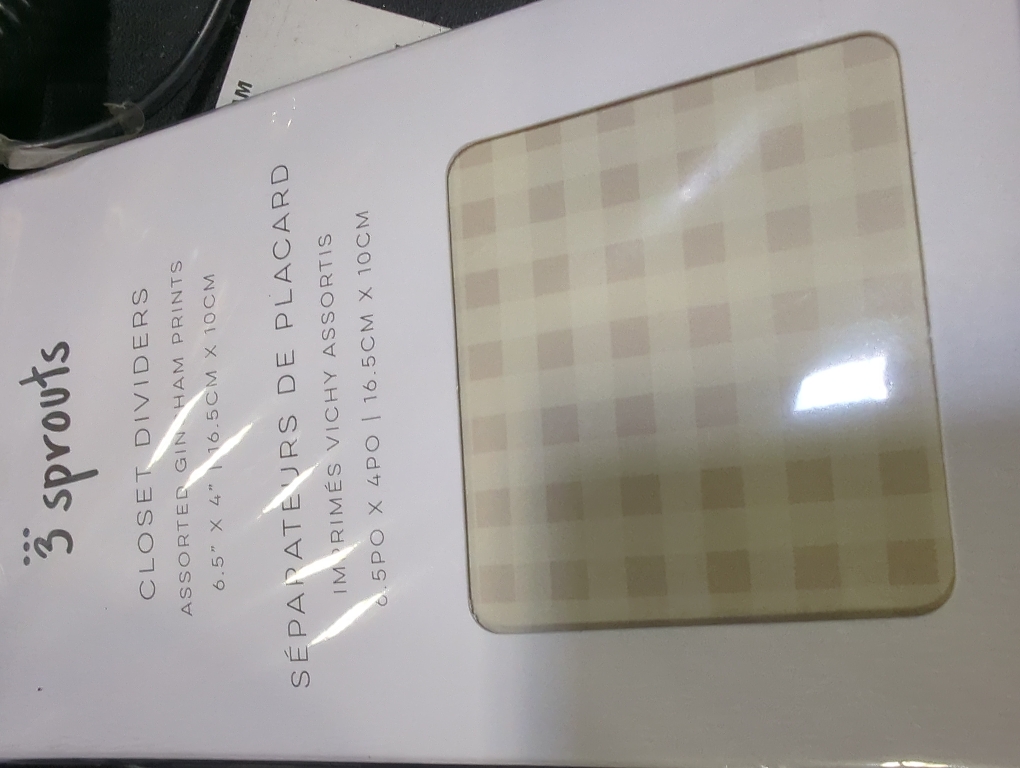 3 sprouts
CLOSET DIVIDERS
ASSORTED GINGHAM PRINTS
6.5" X 4" | 16.5CM X 10CM
SÉPARATEURS DE PLACARD
IMPRIMÉS VICHY ASSORTIS
6.5PO X 4PO | 16.5CM X 10CM